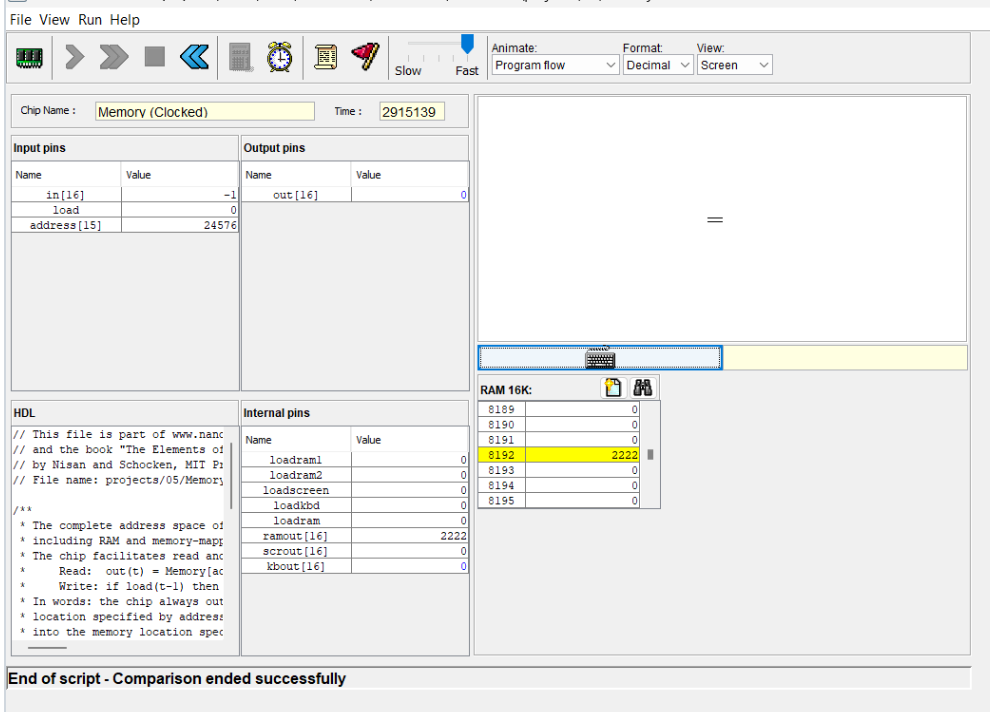 File View Run Help
Slow Fast
Animate: Format: View:
Program flow Decimal Screen
Chip Name : Memory (Clocked) Time : 2915139
Input pins
Name Value
in[16] -1
load 0
address[15] 24576
Output pins
Name Value
out[16] 0
HDL
// This file is part of www.nand
// and the book "The Elements of
// by Nisan and Schocken, MIT Pr
// File name: projects/05/Memory
/**
* The complete address space of
* including RAM and memory-mapp
* The chip facilitates read and
* Read: out(t) = Memory[ad
* Write: if load(t-1) then
* In words: the chip always out
* location specified by address
* into the memory location spec
Internal pins
Name Value
loadram1 0
loadram2 0
loadscreen 0
loadkbd 0
loadram 0
ramout[16] 2222
scrout[16] 0
kbout[16] 0
RAM 16K:
8189 0
8190 0
8191 0
8192 2222
8193 0
8194 0
8195 0
End of script - Comparison ended successfully